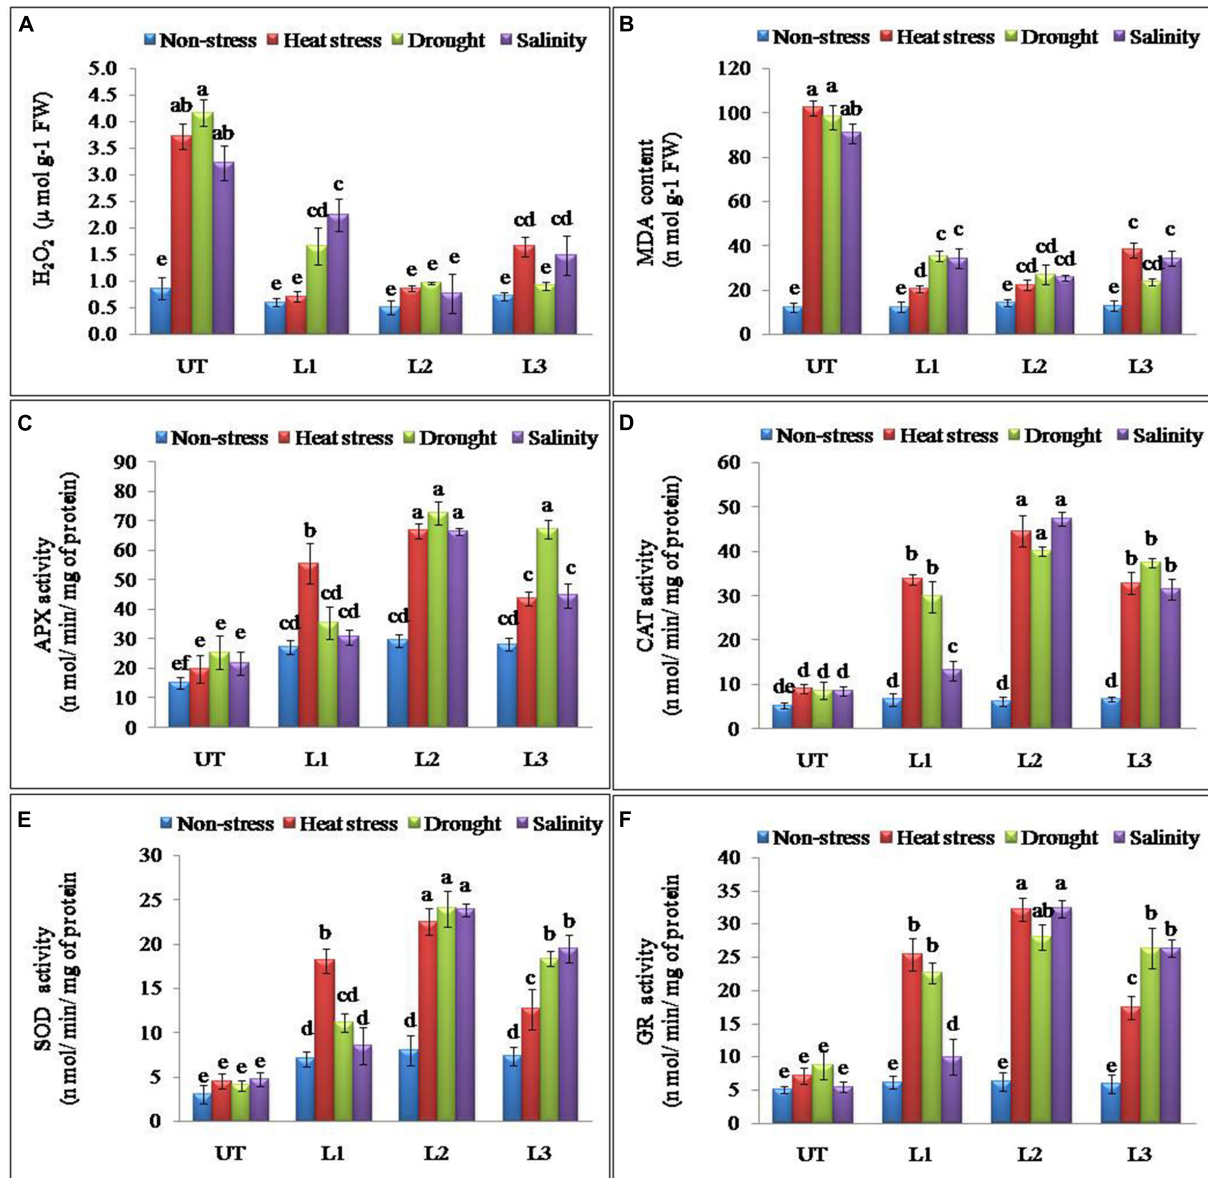 A
Non-stress Heat stress Drought Salinity
H2O2 (μ mol g-1 FW)
5.0
4.5
4.0
3.5
3.0
2.5
2.0
1.5
1.0
0.5
0.0
e ab a ab
e e cd c
e e e e
e cd e cd
UT L1 L2 L3
B
Non-stress Heat stress Drought Salinity
MDA content
(n mol g-1 FW)
120
100
80
60
40
20
0
e a a ab
e d c c
e cd cd cd
e c cd c
UT L1 L2 L3
C
Non-stress Heat stress Drought Salinity
APX activity
(n mol/ min/ mg of protein)
90
80
70
60
50
40
30
20
10
0
ef e e e
cd b cd cd
cd a a a
cd c a c
UT L1 L2 L3
D
Non-stress Heat stress Drought Salinity
CAT activity
(n mol/ min/ mg of protein)
60
50
40
30
20
10
0
de d d d
d b b c
d a a a
d b b b
UT L1 L2 L3
E
Non-stress Heat stress Drought Salinity
SOD activity
(n mol/ min/ mg of protein
30
25
20
15
10
5
0
e e e e
d b cd d
d a a a
d c b b
UT L1 L2 L3
F
Non-stress Heat stress Drought Salinity
GR activity
(n mol/ min/ mg of protein
40
35
30
25
20
15
10
5
0
e e e e
e b b d
e a ab a
e c b b
UT L1 L2 L3